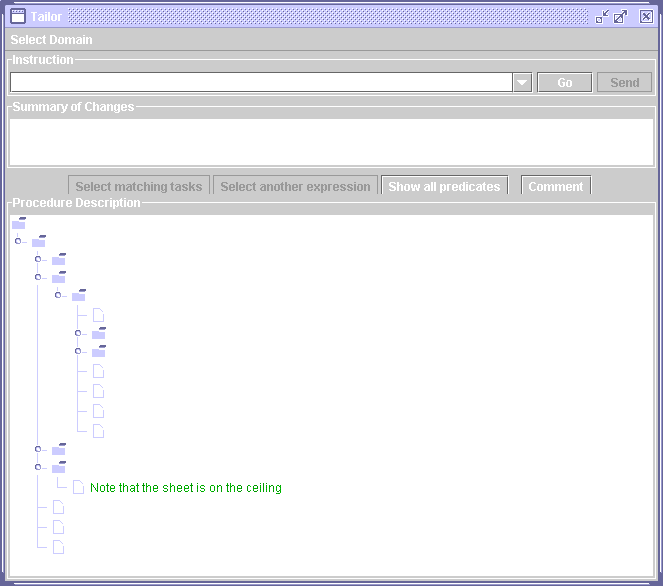 Tailor
Select Domain
Instruction
Go
Send
Summary of Changes
Select matching tasks
Select another expression
Show all predicates
Comment
Procedure Description
Note that the sheet is on the ceiling